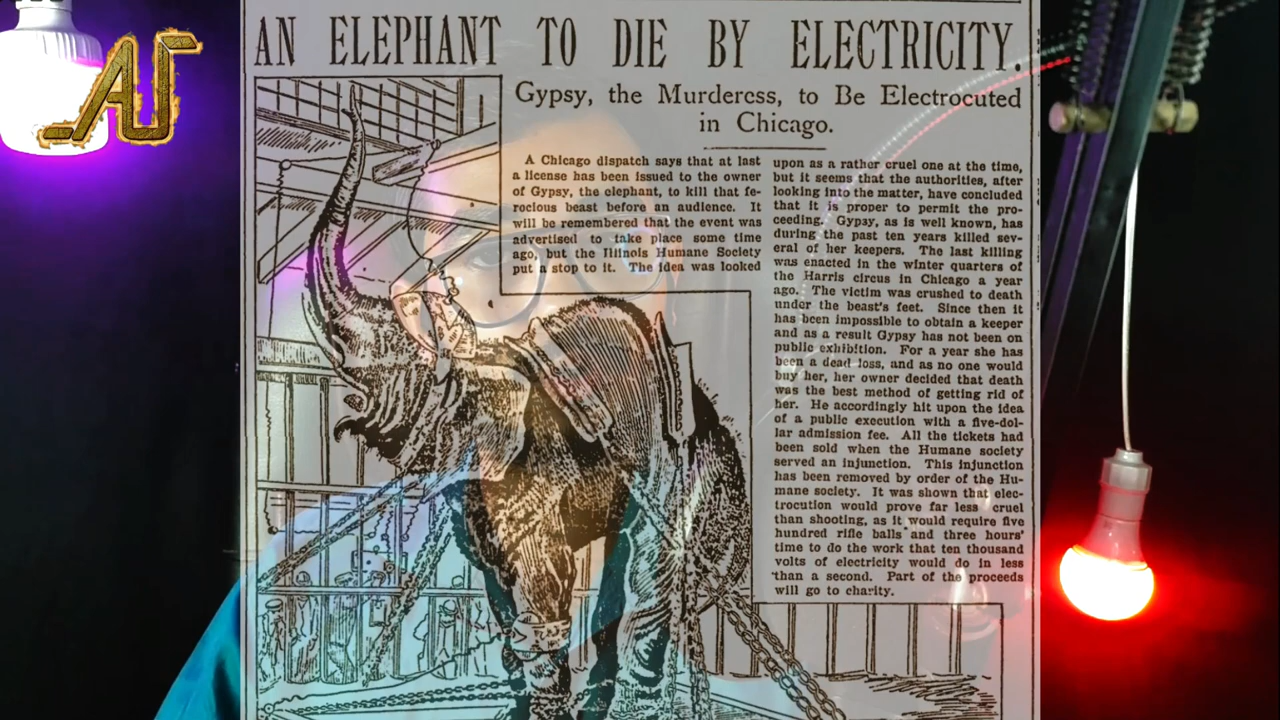 AS
AN ELEPHANT TO DIE BY ELECTRICITY.
Gypsy, the Murderess, to Be Electrocuted
in Chicago.
A Chicago dispatch says that at last
a license has been issued to the owner
of Gypsy, the elephant, to kill that fe-
rocious beast before an audience. It
will be remembered that the event was
advertised to take place some time
ago, but the Illinois Humane Society
put a stop to it. The idea was looked
upon as a rather cruel one at the time,
but it seems that the authorities, after
looking into the matter, have concluded
that it is proper to permit the pro-
ceeding. Gypsy, as is well known, has
during the past ten years killed sev-
eral of her keepers. The last killing
was enacted in the winter quarters of
the Harris circus in Chicago a year
ago. The victim was crushed to death
under the beast's feet. Since then it
has been impossible to obtain a keeper
and as a result Gypsy has not been on
public exhibition. For a year she has
been a dead loss, and as no one would
buy her, her owner decided that death
was the best method of getting rid of
her. He accordingly hit upon the idea
of a public execution with a five-dol-
lar admission fee. All the tickets had
been sold when the Humane society
served an injunction. This injunction
has been removed by order of the Hu-
mane society. It was shown that elec-
trocution would prove far less cruel
than shooting, as it would require five
hundred rifle balls and three hours'
time to do the work that ten thousand
volts of electricity would do in less
than a second. Part of the proceeds
will go to charity.